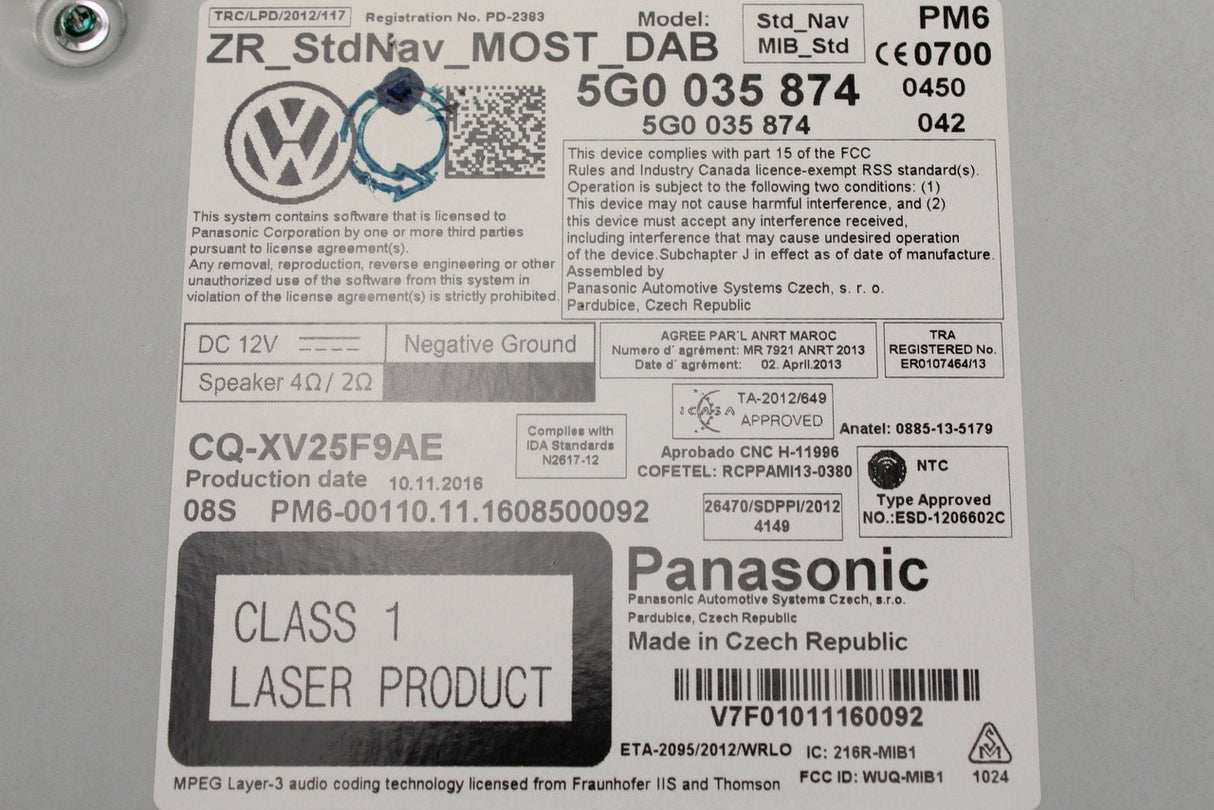 TRC/LPD/2012/117
Registration No. PD-2383
Model:
Std_Nav
MIB_Std
PM6
ZR_StdNav_MOST_DAB
CE0700
5G0 035 874
0450
5G0 035 874
042
This device complies with part 15 of the FCC
Rules and Industry Canada licence-exempt RSS standard(s).
Operation is subject to the following two conditions: (1)
This device may not cause harmful interference, and (2)
this device must accept any interference received,
including interference that may cause undesired operation
of the device.Subchapter J in effect as of date of manufacture.
Assembled by
Panasonic Automotive Systems Czech, s. r. o.
Pardubice, Czech Republic
This system contains software that is licensed to
Panasonic Corporation by one or more third parties
pursuant to license agreement(s).
Any removal, reproduction, reverse engineering or other
unauthorized use of the software from this system in
violation of the license agreement(s) is strictly prohibited.
DC 12V
Negative Ground
Speaker 4Ω/ 2Ω
AGREE PAR´L ANRT MAROC
Numero d´ agrément: MR 7921 ANRT 2013
Date d´ agrément: 02. April.2013
TRA
REGISTERED No.
ER0107464/13
ICASA
TA-2012/649
APPROVED
Anatel: 0885-13-5179
CQ-XV25F9AE
Complies with
IDA Standards
N2617-12
Aprobado CNC H-11996
COFETEL: RCPPAMI13-0380
NTC
Type Approved
NO.:ESD-1206602C
Production date 10.11.2016
08S PM6-00110.11.1608500092
26470/SDPPI/2012
4149
CLASS 1
LASER PRODUCT
Panasonic
Panasonic Automotive Systems Czech, s.r.o.
Pardubice, Czech Republic
Made in Czech Republic
V7F01011160092
ETA-2095/2012/WRLO
IC: 216R-MIB1
FCC ID: WUQ-MIB1
1024
MPEG Layer-3 audio coding technology licensed from Fraunhofer IIS and Thomson